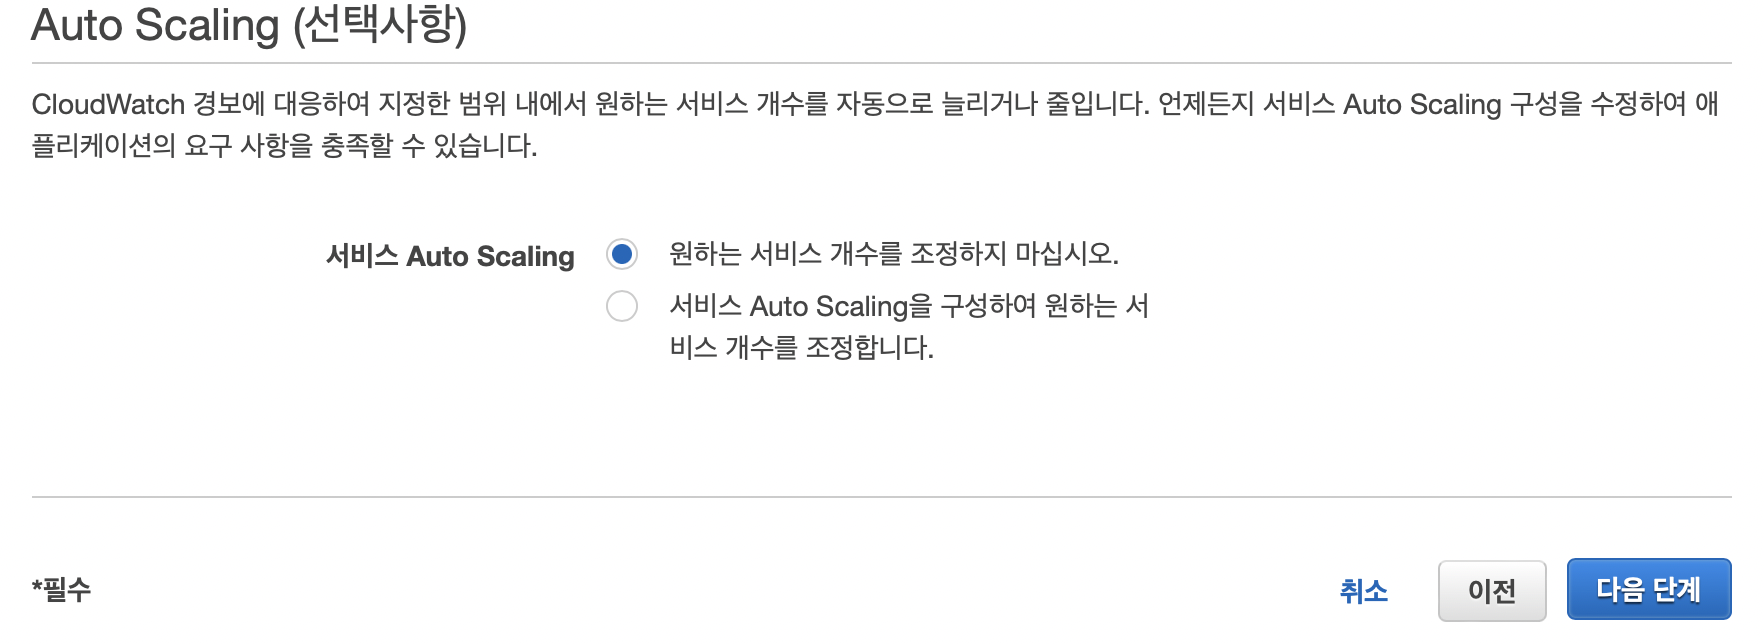 Auto Scaling (선택사항)
CloudWatch 경보에 대응하여 지정한 범위 내에서 원하는 서비스 개수를 자동으로 늘리거나 줄입니다. 언제든지 서비스 Auto Scaling 구성을 수정하여 애
플리케이션의 요구 사항을 충족할 수 있습니다.
서비스 Auto Scaling
원하는 서비스 개수를 조정하지 마십시오.
서비스 Auto Scaling을 구성하여 원하는 서
비스 개수를 조정합니다.
*필수
취소
이전
다음 단계